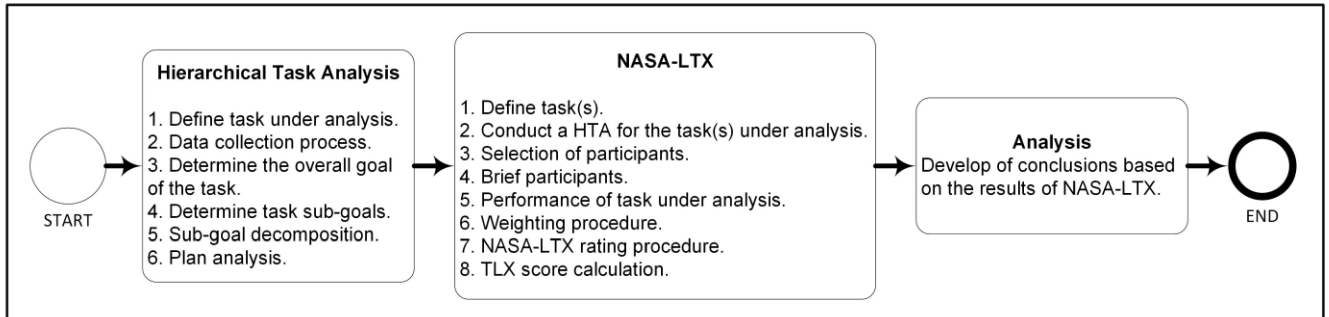 START
Hierarchical Task Analysis
1. Define task under analysis.
2. Data collection process.
3. Determine the overall goal
of the task.
4. Determine task sub-goals.
5. Sub-goal decomposition.
6. Plan analysis.
NASA-LTX
1. Define task(s).
2. Conduct a HTA for the task(s) under analysis.
3. Selection of participants.
4. Brief participants.
5. Performance of task under analysis.
6. Weighting procedure.
7. NASA-LTX rating procedure.
8. TLX score calculation.
Analysis
Develop of conclusions based
on the results of NASA-LTX.
END